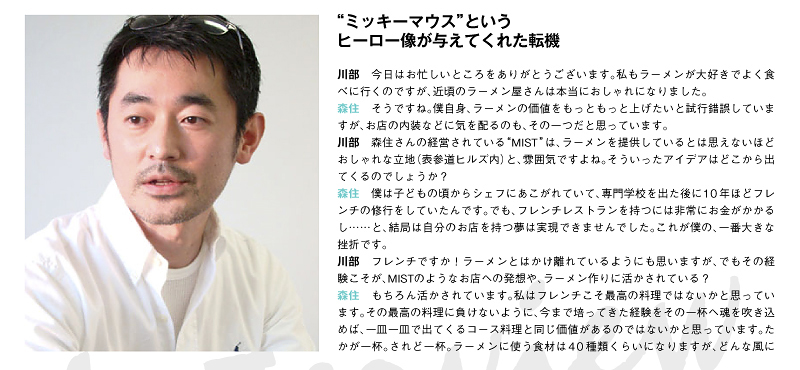 “ミッキーマウス”という
ヒーロー像が与えてくれた転機
川部　今日はお忙しいところをありがとうございます。私もラーメンが大好きでよく食
べに行くのですが、近頃のラーメン屋さんは本当におしゃれになりました。
森住　そうですね。僕自身、ラーメンの価値をもっともっと上げたいと試行錯誤していま
すが、お店の内装などに気を配るのも、その一つだと思っています。
川部　森住さんの経営されている“MIST”は、ラーメンを提供しているとは思えないほど
おしゃれな立地（表参道ヒルズ内）と、雰囲気ですよね。そういったアイデアはどこから出
てくるのでしょうか？
森住　僕は子どもの頃からシェフにあこがれていて、専門学校を出た後に10年ほどフレ
ンチの修行をしていたんです。でも、フレンチレストランを持つには非常にお金がかかる
し……と、結局は自分のお店を持つ夢は実現できませんでした。これが僕の、一番大きな
挫折です。
川部　フレンチですか！ラーメンとはかけ離れているようにも思いますが、でもその経
験こそが、MISTのようなお店への発想や、ラーメン作りに活かされている？
森住　もちろん活かされています。私はフレンチこそ最高の料理ではないかと思ってい
ます。その最高の料理に負けないように、今まで培ってきた経験をその一杯へ魂を吹き込
めば、一皿一皿で出てくるコース料理と同じ価値があるのではないかと思っています。た
かが一杯。されど一杯。ラーメンに使う食材は40種類くらいになりますが、どんな風に